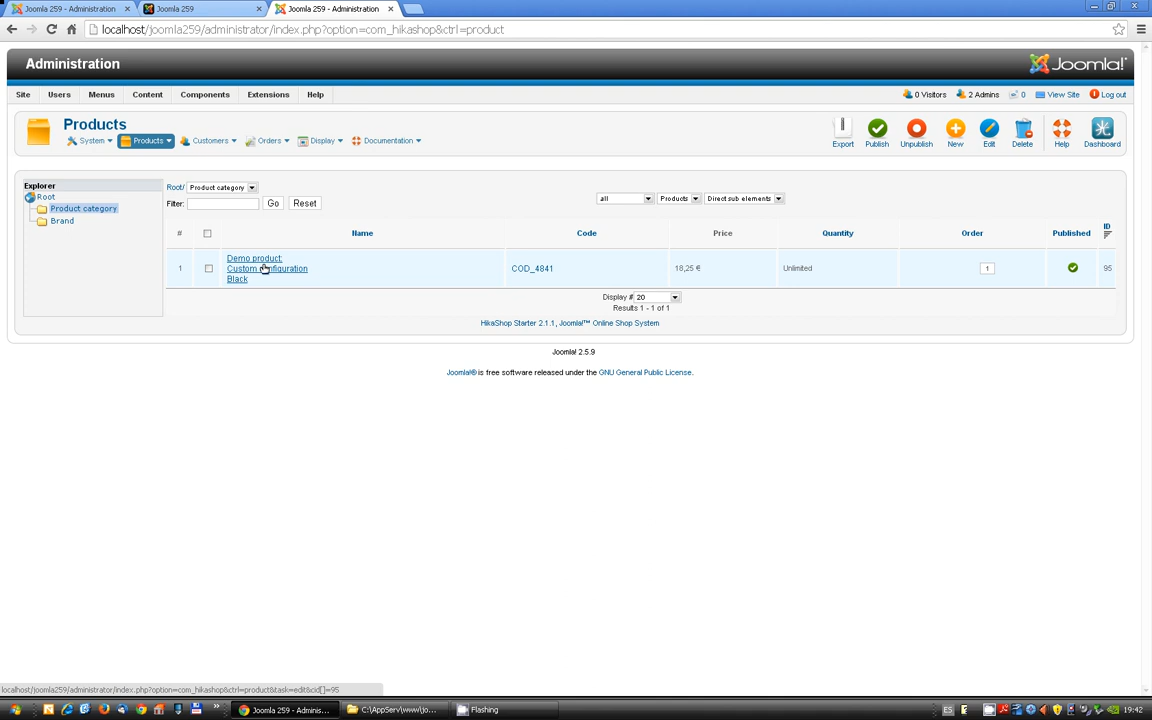 Joomla 259 - Administration
Joomla 259
Joomla 259 - Administration
localhost/joomla259/administrator/index.php?option=com_hikashop&ctrl=product
Administration
Joomla!®
Site Users Menus Content Components Extensions Help
0 Visitors 2 Admins 0 View Site Log out
Products
System Products Customers Orders Display Documentation
Export Publish Unpublish New Edit Delete Help Dashboard
Explorer
Root
Product category
Brand
Root/ Product category
Filter: Go Reset
all Products Direct sub elements
# Name Code Price Quantity Order Published ID
1 Demo product:
Custom configuration
Black
COD_4841 18,25 € Unlimited 1 95
Display # 20
Results 1 - 1 of 1
HikaShop Starter 2.1.1, Joomla!™ Online Shop System
Joomla! 2.5.9
Joomla!® is free software released under the GNU General Public License.
localhost/joomla259/administrator/index.php?option=com_hikashop&ctrl=product&task=edit&cid[]=95
Joomla 259 - Adminis...
C:\AppServ\www\jo...
Flashing
ES
19:42